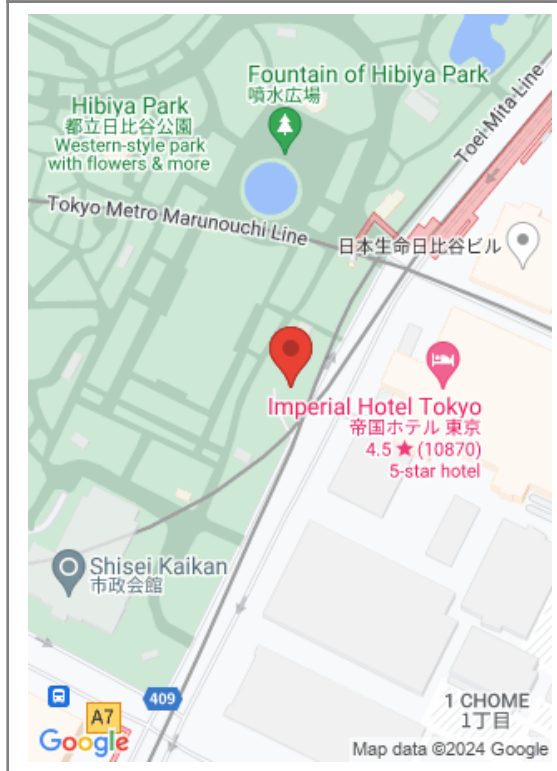 Fountain of Hibiya Park
噴水広場
Hibiya Park
都立日比谷公園
Western-style park
with flowers & more
Toei Mita Line
Tokyo Metro Marunouchi Line
日本生命日比谷ビル
Imperial Hotel Tokyo
帝国ホテル 東京
4.5 ★ (10870)
5-star hotel
Shisei Kaikan
市政会館
409
A7
1 CHOME
1丁目
Google
Map data ©2024 Google